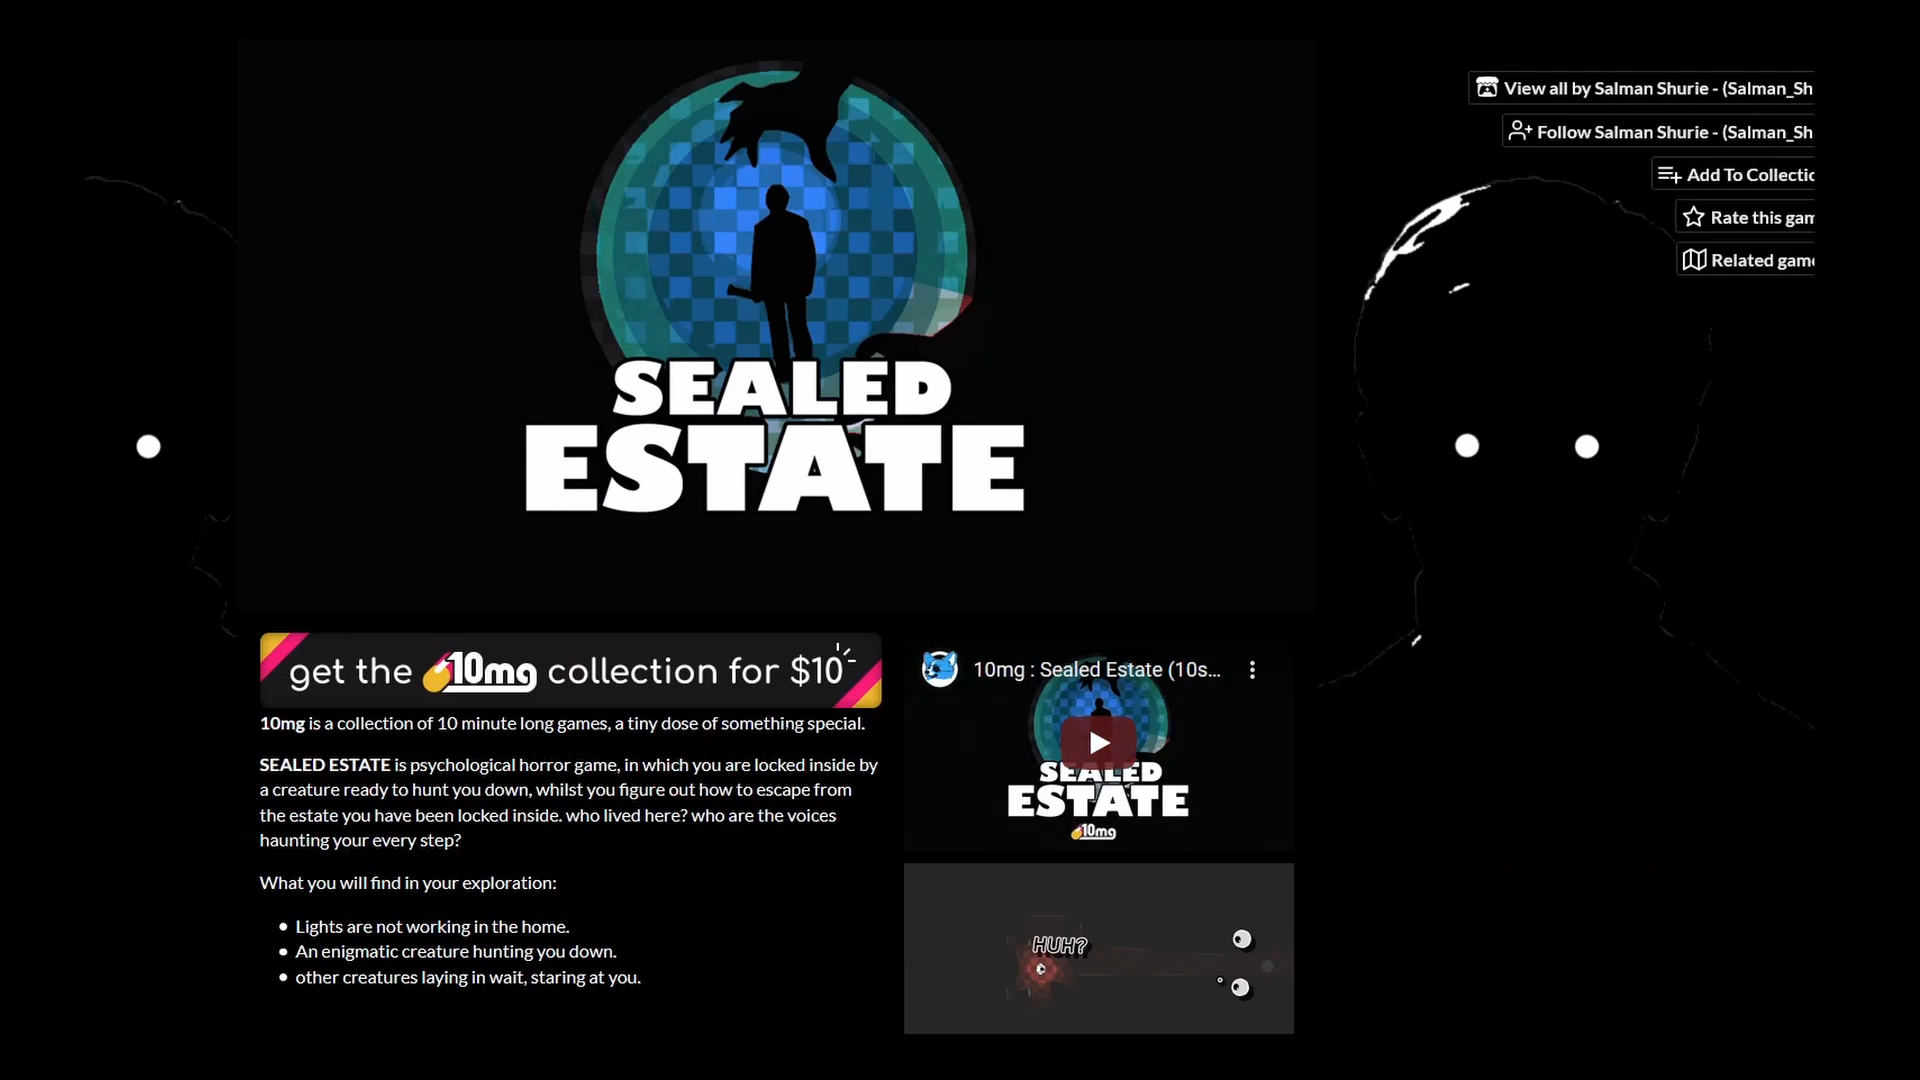 View all by Salman Shurie - (Salman_Sh
Follow Salman Shurie - (Salman_Sh
Add To Collectio
Rate this gam
Related game
SEALED
ESTATE
get the 10mg collection for $10
10mg is a collection of 10 minute long games, a tiny dose of something special.
SEALED ESTATE is psychological horror game, in which you are locked inside by
a creature ready to hunt you down, whilst you figure out how to escape from
the estate you have been locked inside. who lived here? who are the voices
haunting your every step?
What you will find in your exploration:
Lights are not working in the home.
An enigmatic creature hunting you down.
other creatures laying in wait, staring at you.
10mg : Sealed Estate (10s...
SEALED
ESTATE
10mg
HUH?